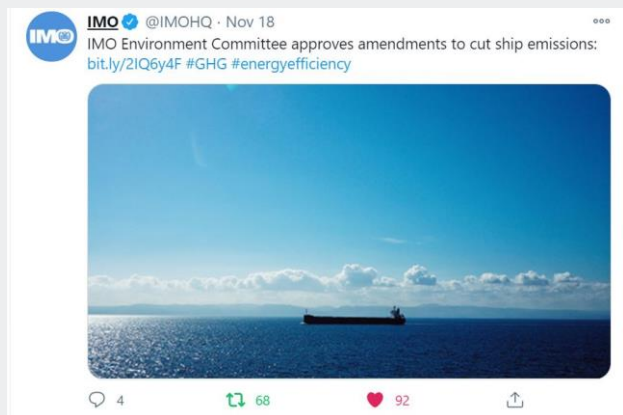 IMO
IMO @IMOHQ · Nov 18
IMO Environment Committee approves amendments to cut ship emissions:
bit.ly/2IQ6y4F #GHG #energyefficiency
4 68 92